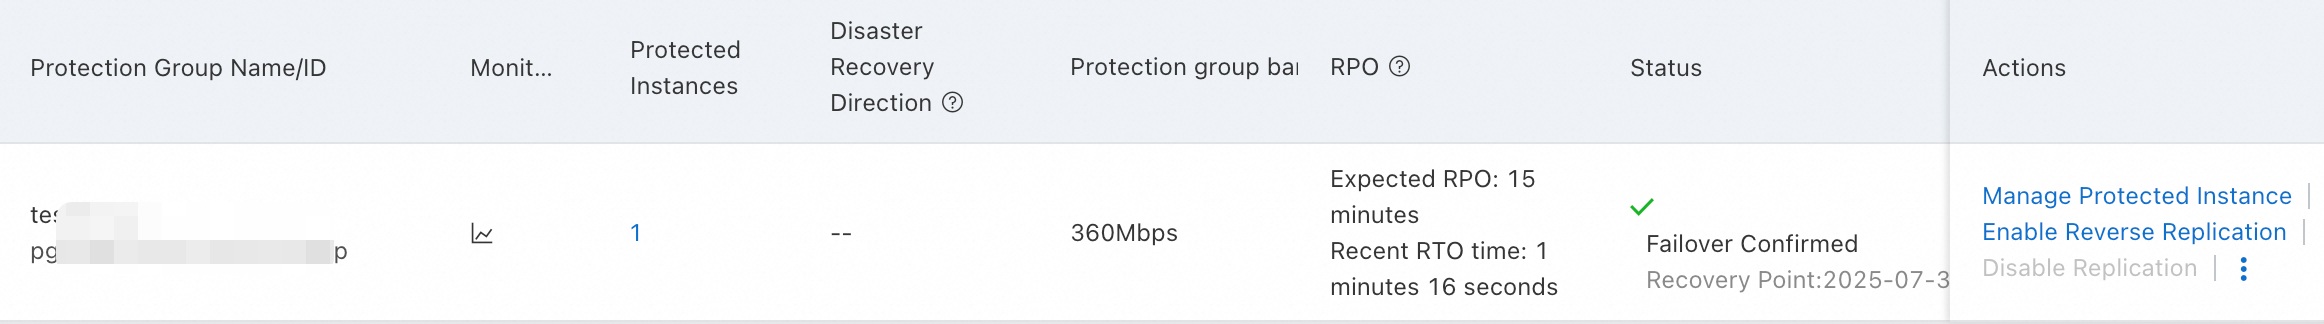 Protection Group Name/ID
Monit...
Protected
Instances
Disaster
Recovery
Direction
Protection group
RPO
Status
Actions
pg
p
1
--
360Mbps
Expected RPO: 15
minutes
Recent RTO time: 1
minutes 16 seconds
Failover Confirmed
Recovery Point:2025-07-3
Manage Protected Instance
Enable Reverse Replication
Disable Replication